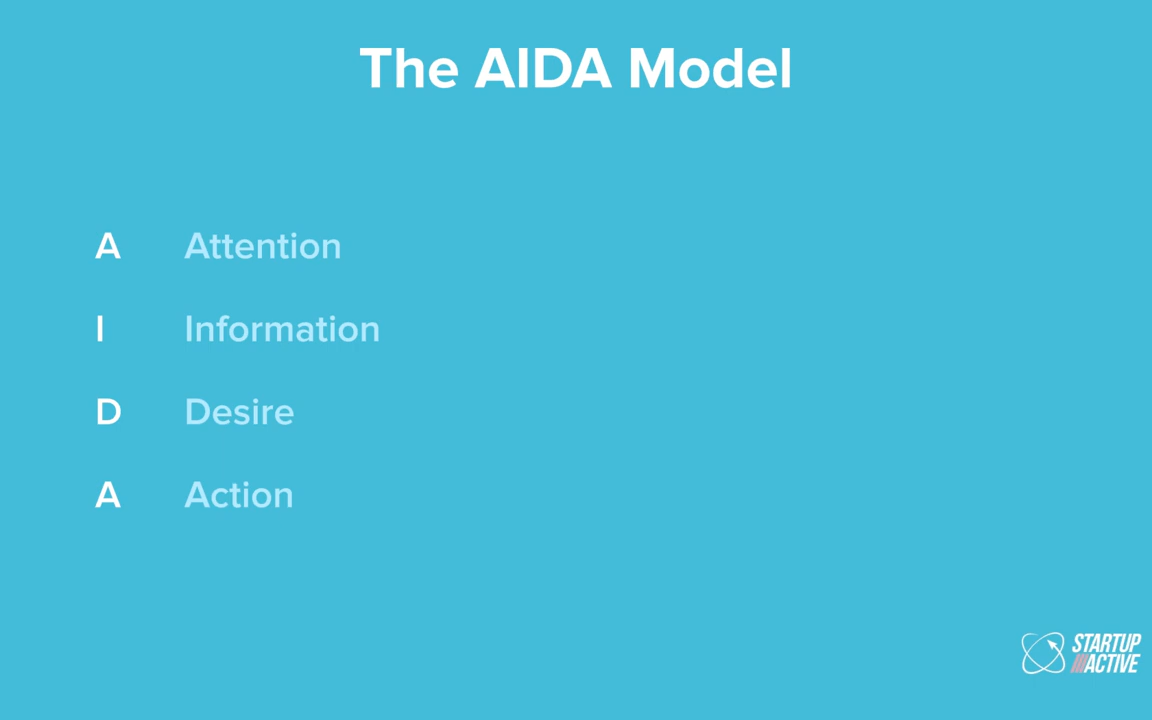 The AIDA Model
A Attention
I Information
D Desire
A Action
STARTUP
ACTIVE